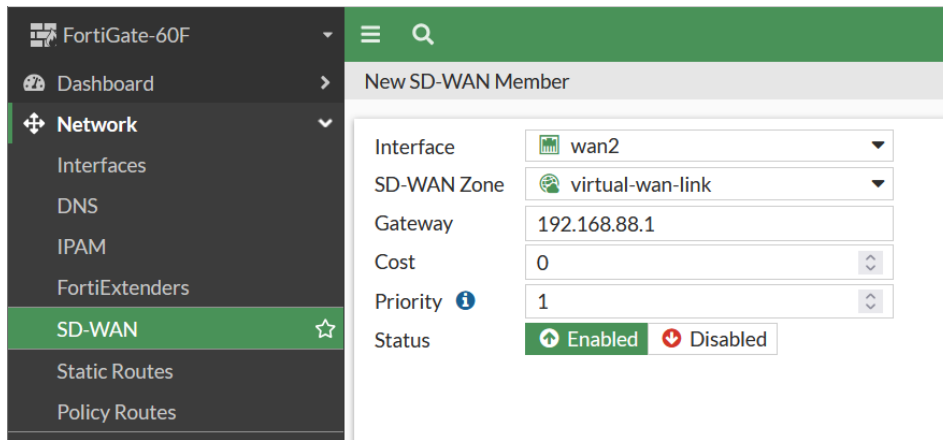 FortiGate-60F
Dashboard
Network
Interfaces
DNS
IPAM
FortiExtenders
SD-WAN
Static Routes
Policy Routes
New SD-WAN Member
Interface wan2
SD-WAN Zone virtual-wan-link
Gateway 192.168.88.1
Cost 0
Priority 1
Status Enabled Disabled